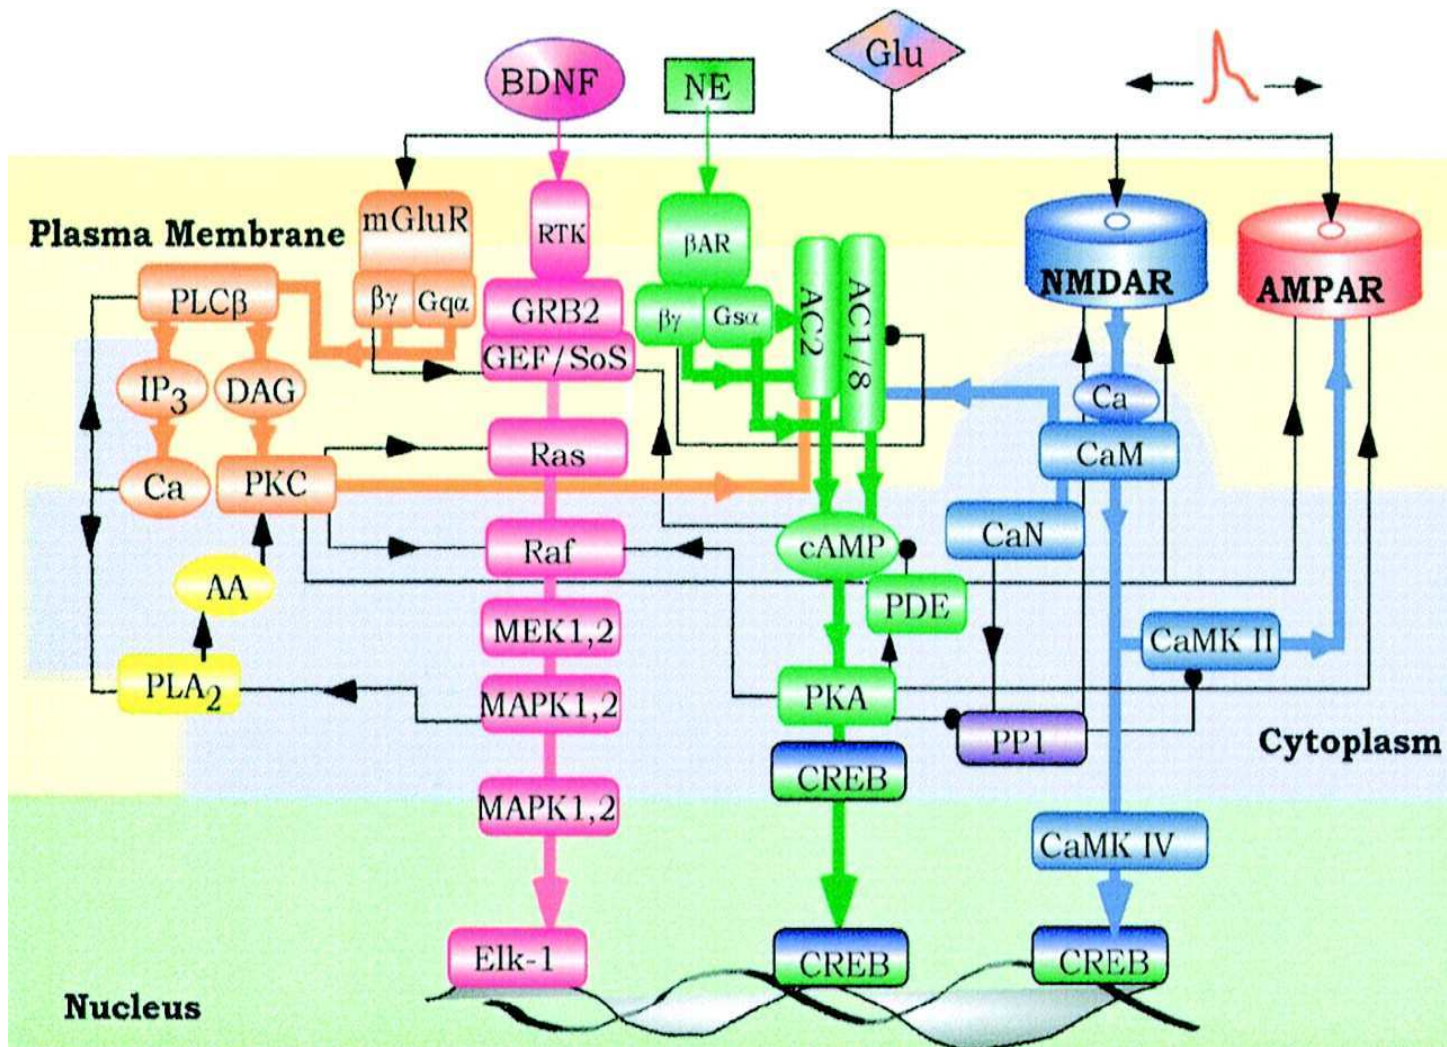 Glu
BDNF
NE
mGluR
RTK
βAR
Plasma Membrane
NMDAR
AMPAR
PLCβ
βγ
Gqα
GRB2
βγ
Gsα
AC2
AC1/8
GEF/SoS
IP3
DAG
Ca
Ras
CaM
Ca
PKC
Raf
cAMP
CaN
AA
PDE
MEK1,2
CaMK II
PLA2
MAPK1,2
PKA
PP1
Cytoplasm
CREB
MAPK1,2
CaMK IV
Elk-1
CREB
CREB
Nucleus